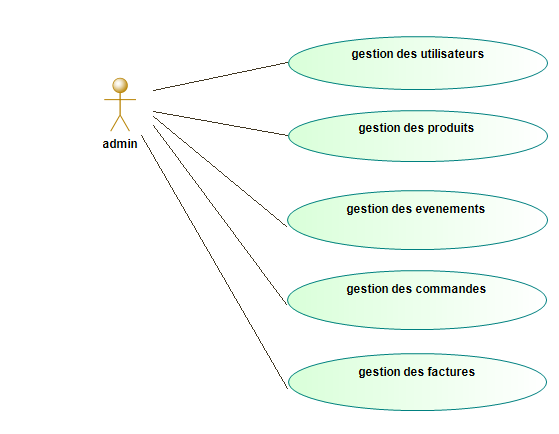 gestion des utilisateurs
admin
gestion des produits
gestion des evenements
gestion des commandes
gestion des factures